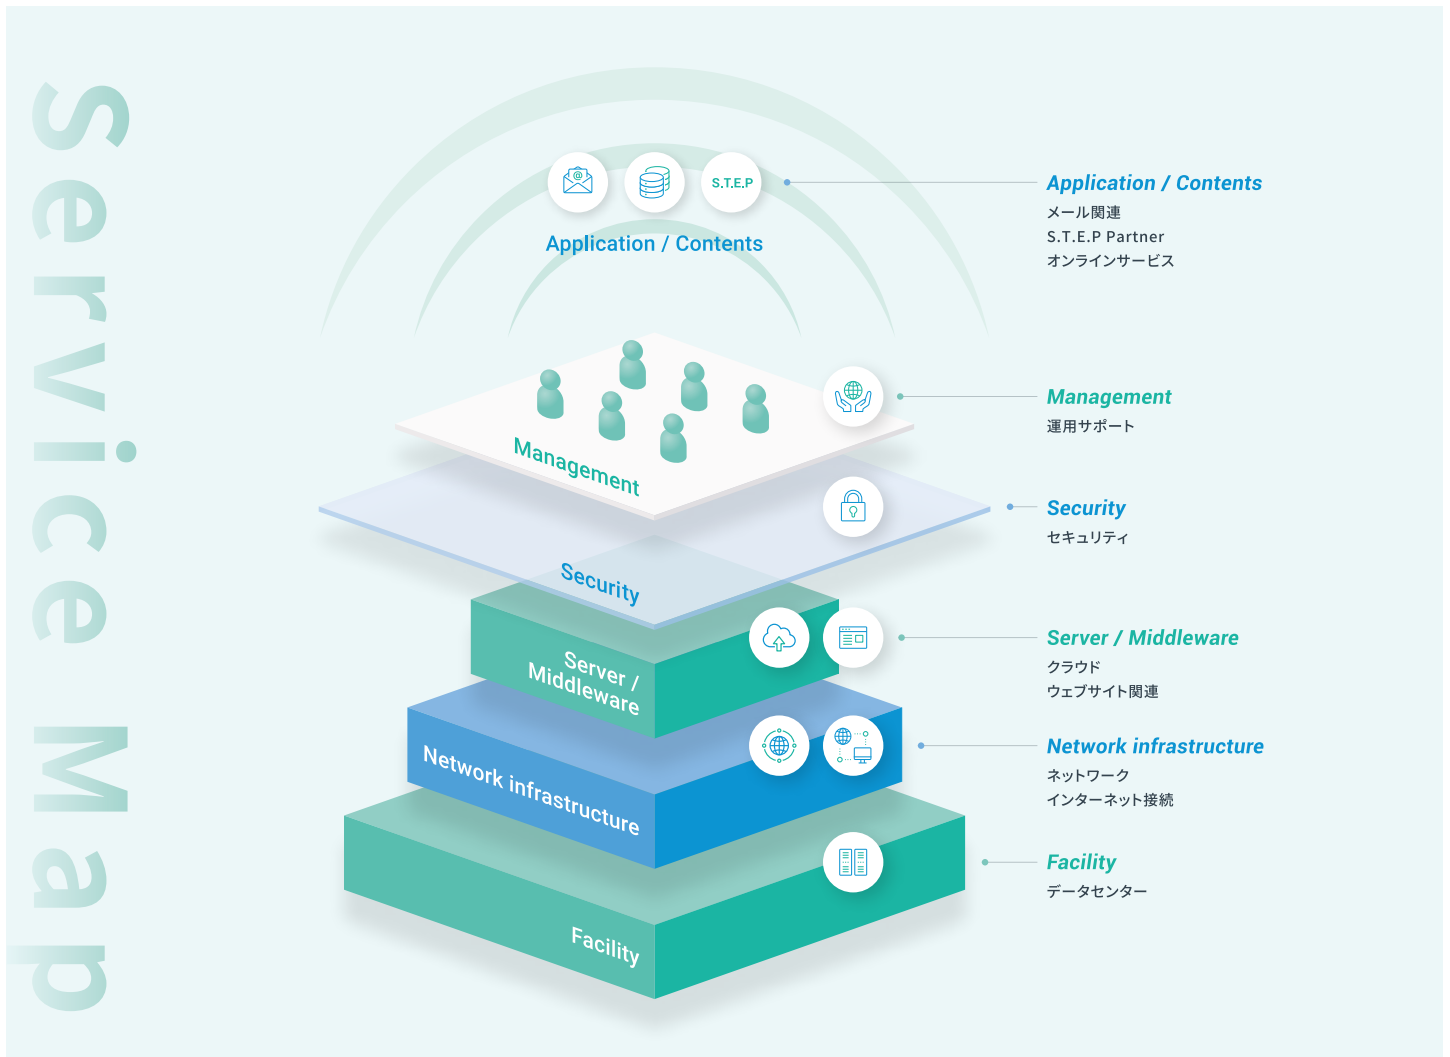 Service Map
S.T.E.P
Application / Contents
Application / Contents
メール関連
S.T.E.P Partner
オンラインサービス
Management
Management
運用サポート
Security
Security
セキュリティ
Server /
Middleware
Server / Middleware
クラウド
ウェブサイト関連
Network infrastructure
Network infrastructure
ネットワーク
インターネット接続
Facility
Facility
データセンター